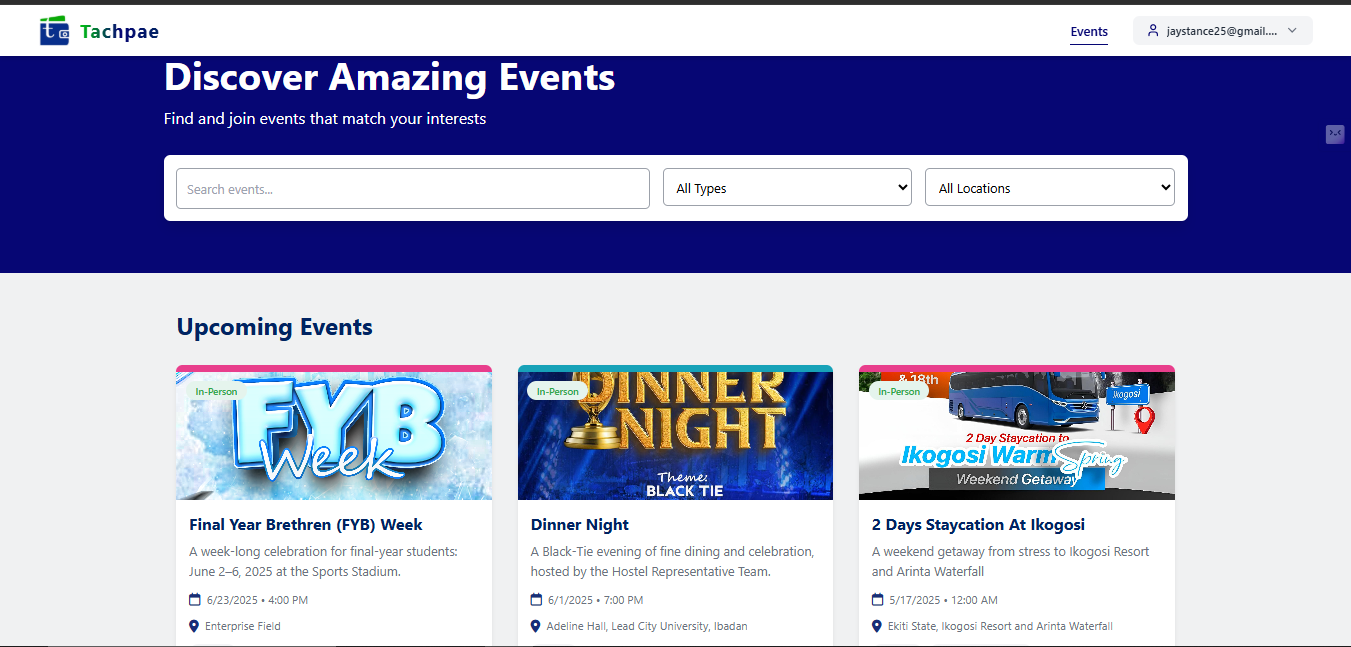 Tachpae
Events
jaystance25@gmail....
Discover Amazing Events
Find and join events that match your interests
Search events...
All Types
All Locations
Upcoming Events
In-Person
FYB
Week
Final Year Brethren (FYB) Week
A week-long celebration for final-year students:
June 2–6, 2025 at the Sports Stadium.
6/23/2025 • 4:00 PM
Enterprise Field
In-Person
DINNER
NIGHT
Theme:
BLACK TIE
Dinner Night
A Black-Tie evening of fine dining and celebration,
hosted by the Hostel Representative Team.
6/1/2025 • 7:00 PM
Adeline Hall, Lead City University, Ibadan
& 18th
In-Person
Ikogosi
2 Day Staycation to
Ikogosi Warm Spring
Weekend Getaway
2 Days Staycation At Ikogosi
A weekend getaway from stress to Ikogosi Resort
and Arinta Waterfall
5/17/2025 • 12:00 AM
Ekiti State, Ikogosi Resort and Arinta Waterfall